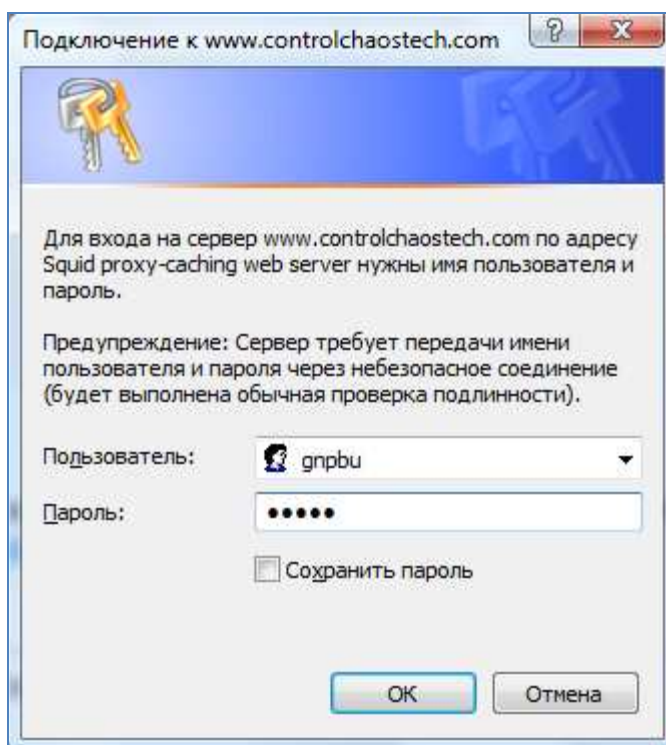 Подключение к www.controlchaostech.com
Для входа на сервер www.controlchaostech.com по адресу
Squid proxy-caching web server нужны имя пользователя и
пароль.
Предупреждение: Сервер требует передачи имени
пользователя и пароля через небезопасное соединение
(будет выполнена обычная проверка подлинности).
Пользователь: gnpbu
Пароль: •••••
Сохранить пароль
ОК Отмена